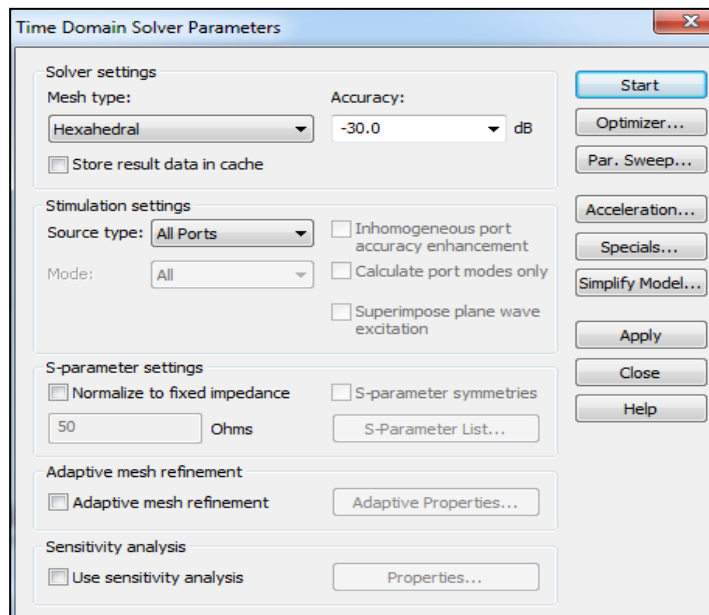 Time Domain Solver Parameters
Solver settings
Mesh type:
Accuracy:
Hexahedral
-30.0
dB
Store result data in cache
Stimulation settings
Source type:
All Ports
Inhomogeneous port
accuracy enhancement
Mode:
All
Calculate port modes only
Superimpose plane wave
excitation
S-parameter settings
Normalize to fixed impedance
S-parameter symmetries
50
Ohms
S-Parameter List...
Adaptive mesh refinement
Adaptive mesh refinement
Adaptive Properties...
Sensitivity analysis
Use sensitivity analysis
Properties...
Start
Optimizer...
Par. Sweep...
Acceleration...
Specials...
Simplify Model...
Apply
Close
Help